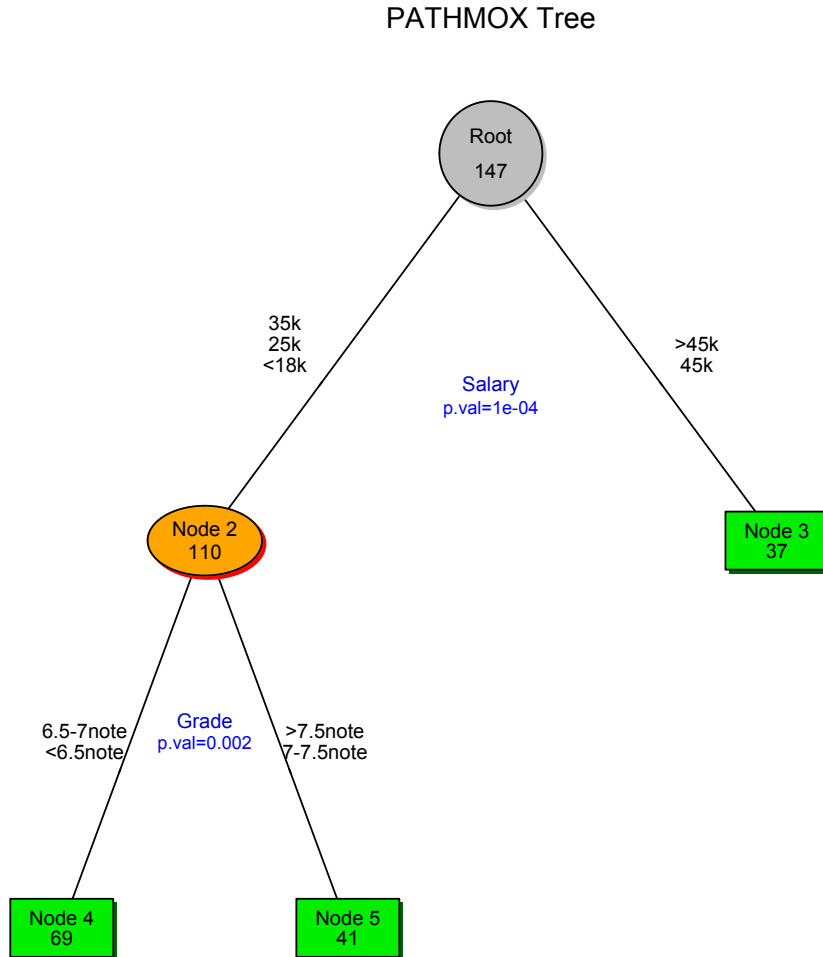 PATHMOX Tree
Root
147
35k
25k
<18k
>45k
45k
Salary
p.val=1e-04
Node 2
110
Node 3
37
6.5-7note
<6.5note
Grade
p.val=0.002
>7.5note
7-7.5note
Node 4
69
Node 5
41